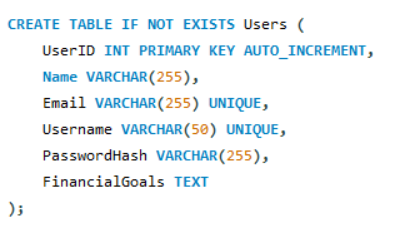 CREATE TABLE IF NOT EXISTS Users (
    UserID INT PRIMARY KEY AUTO_INCREMENT,
    Name VARCHAR(255),
    Email VARCHAR(255) UNIQUE,
    Username VARCHAR(50) UNIQUE,
    PasswordHash VARCHAR(255),
    FinancialGoals TEXT
);